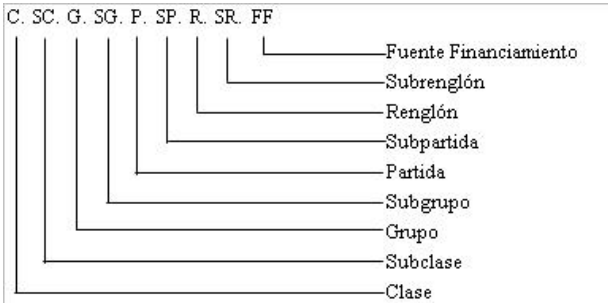 C. SC. G. SG. P. SP. R. SR. FF
Fuente Financiamiento
Subrenglón
Renglón
Subpartida
Partida
Subgrupo
Grupo
Subclase
Clase